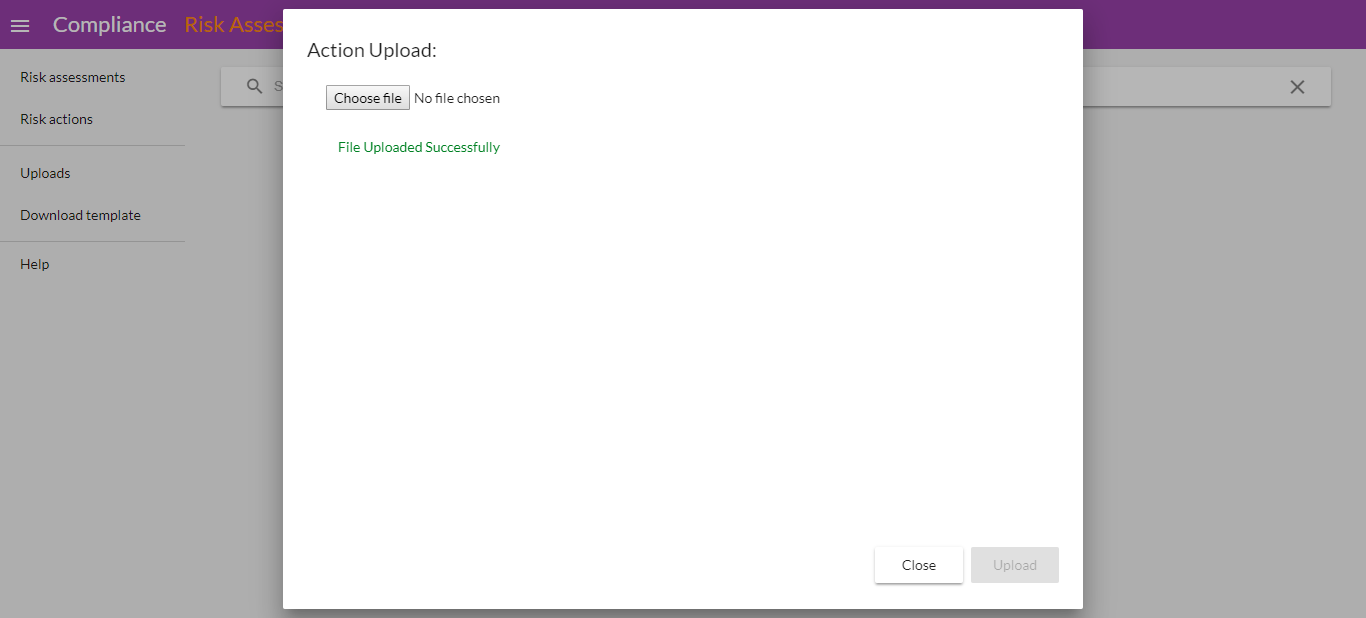 Compliance Risk Asses
Action Upload:
Risk assessments
Choose file No file chosen
Risk actions
File Uploaded Successfully
Uploads
Download template
Help
Close Upload